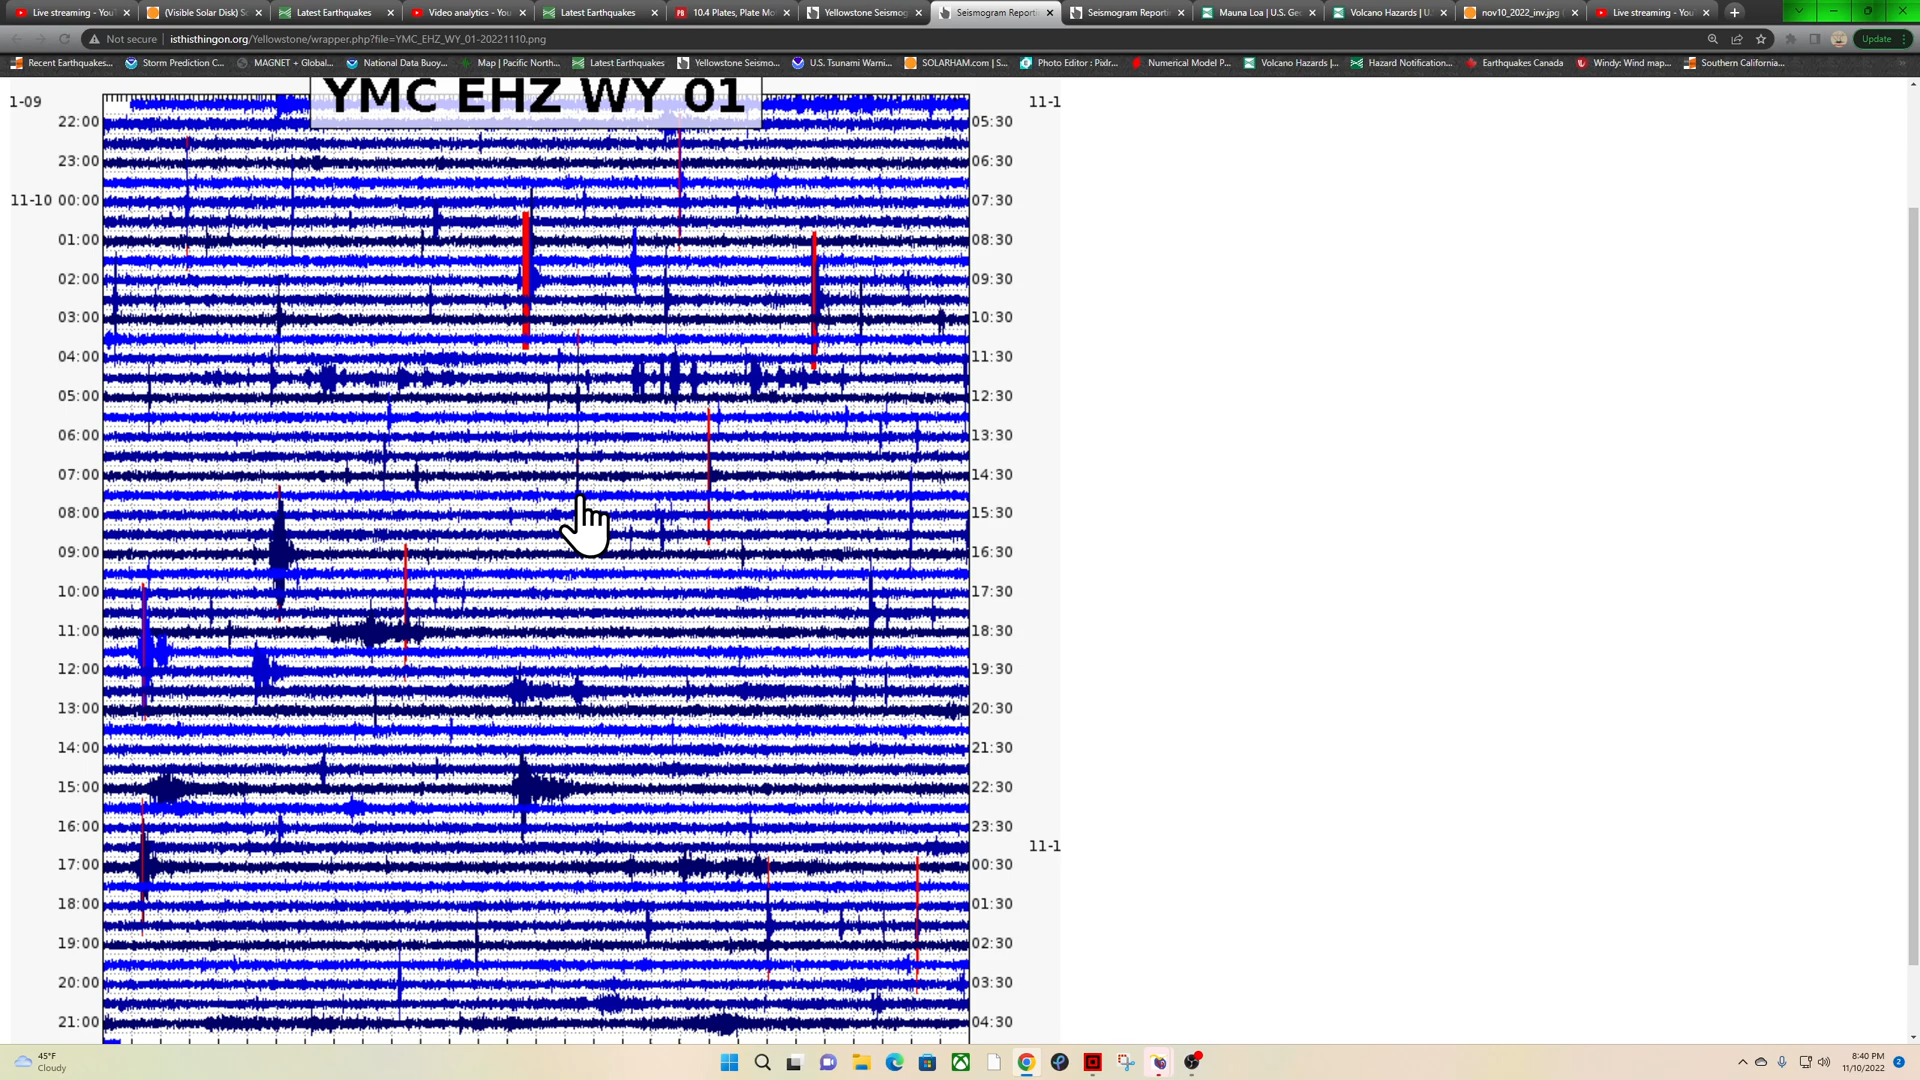 Live streaming - You
(Visible Solar Disk) S
Latest Earthquakes
Video analytics - You
Latest Earthquakes
10.4 Plates, Plate Mo
Yellowstone Seismog
Seismogram Reporti
Seismogram Reporti
Mauna Loa | U.S. Ge
Volcano Hazards | U.
nov10_2022_inv.jpg (
Live streaming - You
Not secure
isthisthingon.org/Yellowstone/wrapper.php?file=YMC_EHZ_WY_01-20221110.png
Update
Recent Earthquakes...
Storm Prediction C...
MAGNET + Global...
National Data Buoy...
Map | Pacific North...
Latest Earthquakes
Yellowstone Seismo...
U.S. Tsunami Warni...
SOLARHAM.com | S...
Photo Editor : Pixlr...
Numerical Model P...
Volcano Hazards |...
Hazard Notification...
Earthquakes Canada
Windy: Wind map...
Southern California...
YMC EHZ WY 01
1-09
11-1
22:00 05:30
23:00 06:30
11-10 00:00 07:30
01:00 08:30
02:00 09:30
03:00 10:30
04:00 11:30
05:00 12:30
06:00 13:30
07:00 14:30
08:00 15:30
09:00 16:30
10:00 17:30
11:00 18:30
12:00 19:30
13:00 20:30
14:00 21:30
15:00 22:30
16:00 23:30
11-1
17:00 00:30
18:00 01:30
19:00 02:30
20:00 03:30
21:00 04:30
45°F
Cloudy
8:40 PM
11/10/2022
2